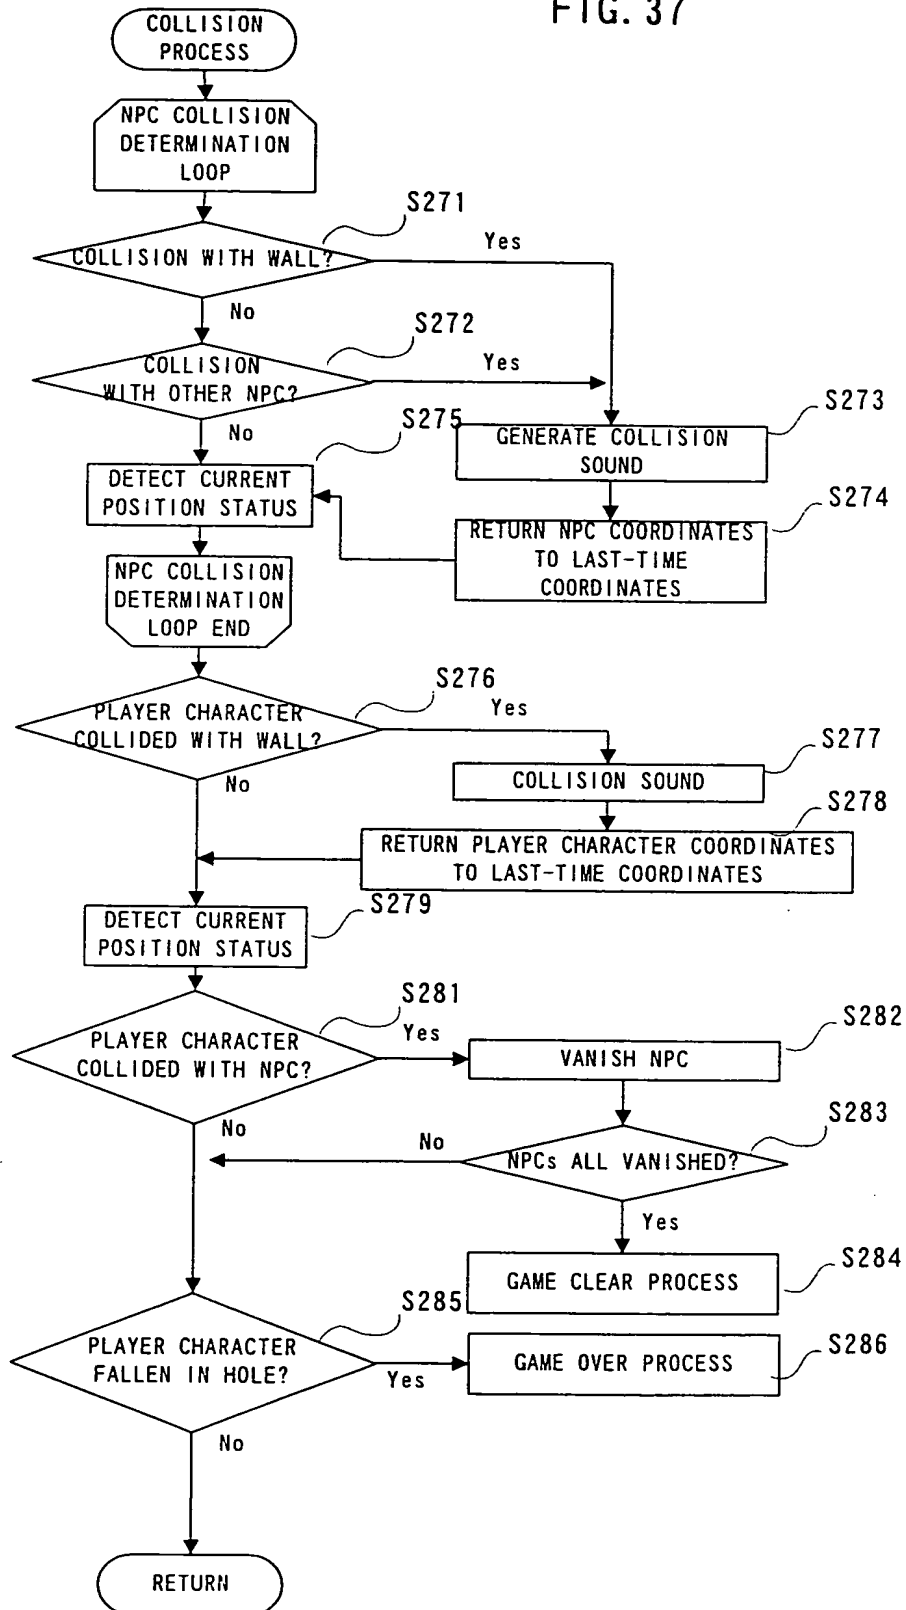 FIG. 37
COLLISION
PROCESS
NPC COLLISION
DETERMINATION
LOOP
S271
COLLISION WITH WALL?
Yes
No
S272
COLLISION
WITH OTHER NPC?
Yes
No
S273
GENERATE COLLISION
SOUND
S275
DETECT CURRENT
POSITION STATUS
S274
RETURN NPC COORDINATES
TO LAST-TIME
COORDINATES
NPC COLLISION
DETERMINATION
LOOP END
S276
PLAYER CHARACTER
COLLIDED WITH WALL?
Yes
No
S277
COLLISION SOUND
S278
RETURN PLAYER CHARACTER COORDINATES
TO LAST-TIME COORDINATES
S279
DETECT CURRENT
POSITION STATUS
S281
PLAYER CHARACTER
COLLIDED WITH NPC?
Yes
No
S282
VANISH NPC
S283
NPCs ALL VANISHED?
No
Yes
S284
GAME CLEAR PROCESS
S285
PLAYER CHARACTER
FALLEN IN HOLE?
Yes
No
S286
GAME OVER PROCESS
RETURN